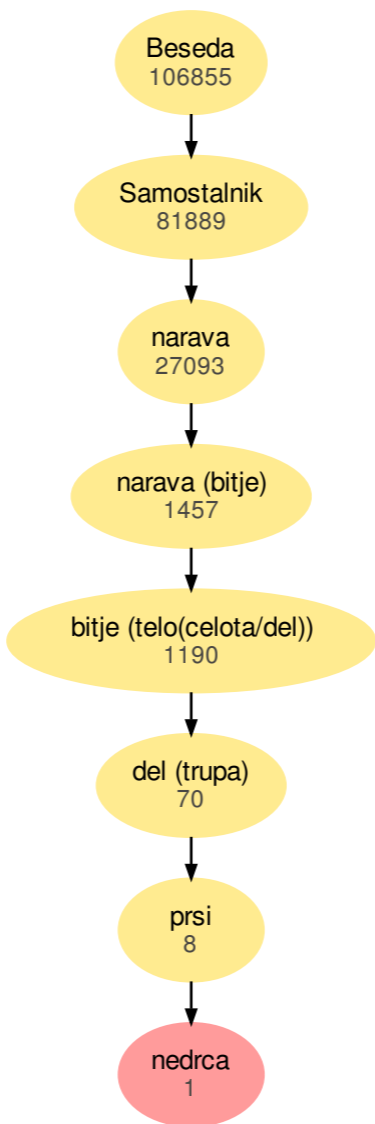 Beseda
106855
Samostalnik
81889
narava
27093
narava (bitje)
1457
bitje (telo(celota/del))
1190
del (trupa)
70
prsi
8
nedrca
1